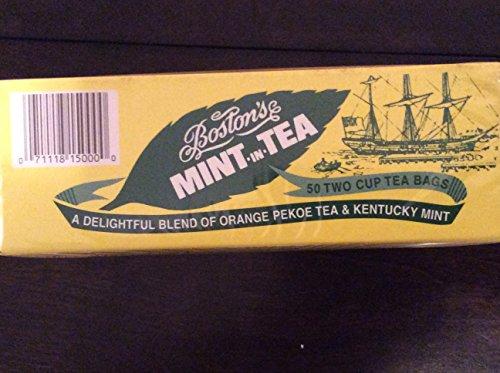 0 71118 15000 0
Boston's
MINT-IN-TEA
50 TWO CUP TEA BAGS
A DELIGHTFUL BLEND OF ORANGE PEKOE TEA & KENTUCKY MINT